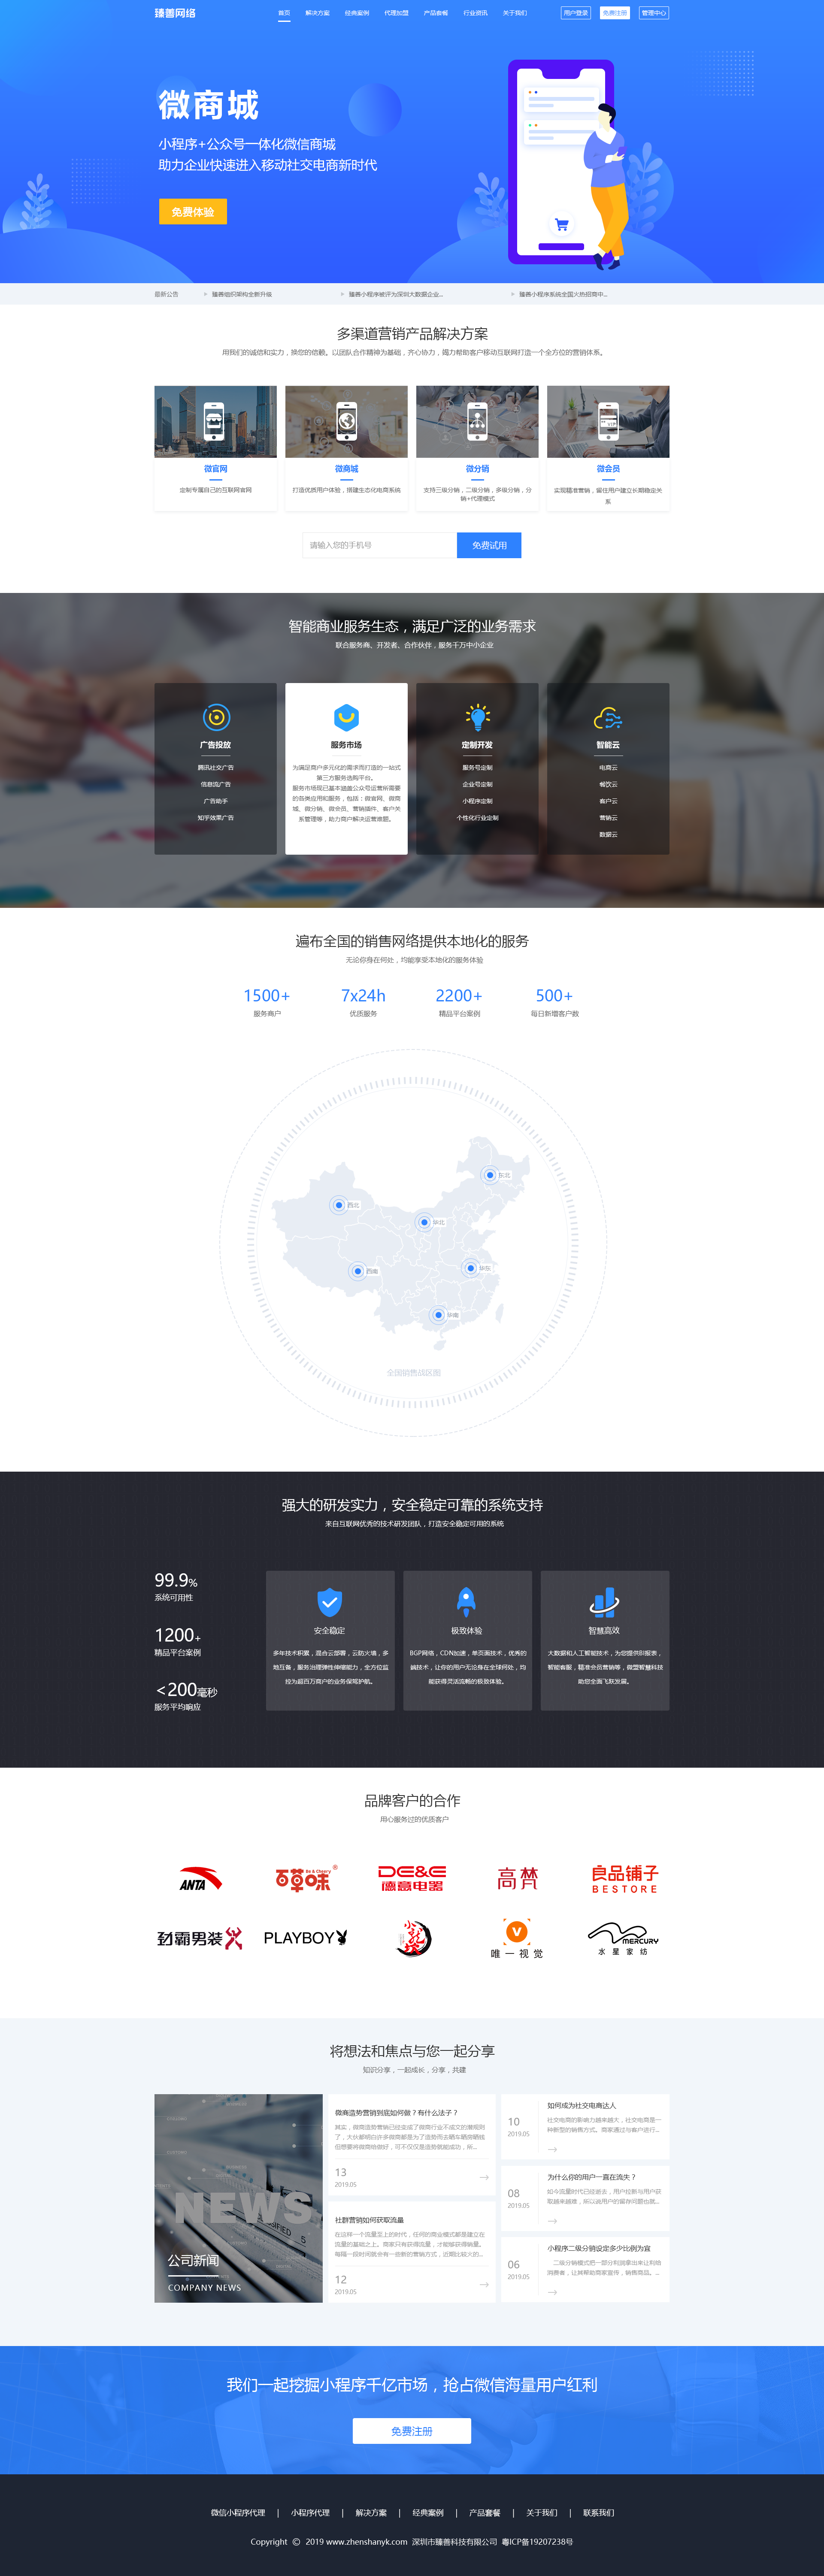 臻善网络
首页 解决方案 经典案例 代理加盟 产品套餐 行业资讯 关于我们 用户登录 免费注册 管理中心
微商城
小程序+公众号一体化微信商城
助力企业快速进入移动社交电商新时代
免费体验
最新公告 臻善组织架构全新升级 臻善小程序被评为深圳大数据企业... 臻善小程序系统全国火热招商中...
多渠道营销产品解决方案
用我们的诚信和实力，换您的信赖。以团队合作精神为基础，齐心协力，竭力帮助客户移动互联网打造一个全方位的营销体系。
微官网
定制专属自己的互联网官网
微商城
打造优质用户体验，搭建生态化电商系统
微分销
支持三级分销，二级分销，多级分销，分
销+代理模式
微会员
实现精准营销，留住用户建立长期稳定关
系
请输入您的手机号 免费试用
智能商业服务生态，满足广泛的业务需求
联合服务商、开发者、合作伙伴，服务千万中小企业
广告投放
腾讯社交广告
信息流广告
广告助手
知乎效果广告
服务市场
为满足商户多元化的需求而打造的一站式
第三方服务选购平台。
服务市场现已基本涵盖公众号运营所需要
的各类应用和服务，包括：微官网、微商
城、微分销、微会员、营销插件、客户关
系管理等，助力商户解决运营难题。
定制开发
服务号定制
企业号定制
小程序定制
个性化行业定制
智能云
电商云
餐饮云
客户云
营销云
数据云
遍布全国的销售网络提供本地化的服务
无论你身在何处，均能享受本地化的服务体验
1500+ 7x24h 2200+ 500+
服务商户 优质服务 精品平台案例 每日新增客户数
东北
西北
华北
西南
华东
华南
全国销售战区图
强大的研发实力，安全稳定可靠的系统支持
来自互联网优秀的技术研发团队，打造安全稳定可用的系统
99.9%
系统可用性
1200+
精品平台案例
<200毫秒
服务平均响应
安全稳定
多年技术积累，混合云部署，云防火墙，多
地互备，服务治理弹性伸缩能力，全方位监
控为超百万商户的业务保驾护航。
极致体验
BGP网络，CDN加速，单页面技术，优秀的
前端技术，让你的用户无论身在全球何处，均
能获得灵活流畅的极致体验。
智慧高效
大数据和人工智能技术，为您提供BI报表，
智能客服，精准会员营销等，微盟智慧科技
助您全面飞跃发展。
品牌客户的合作
用心服务过的优质客户
ANTA
百草味 Be & Cheery
DE&E
德意电器
高梵
良品铺子
BESTORE
劲霸男装
PLAYBOY
唯一视觉
MERCURY
水星家纺
将想法和焦点与您一起分享
知识分享，一起成长，分享，共建
NEWS
公司新闻
COMPANY NEWS
微商造势营销到底如何做？有什么法子？
其实，微商造势营销已经变成了微商行业不成文的潜规则
了，大伙都明白许多微商都是为了造势而去晒车晒房晒钱
但想要将微商给做好，可不仅仅是造势就能成功，所...
13
2019.05
社群营销如何获取流量
在这样一个流量至上的时代，任何的商业模式都是建立在
流量的基础之上。商家只有获得流量，才能够获得销量。
每隔一段时间就会有一些新的营销方式，近期比较火的...
12
2019.05
如何成为社交电商达人
10
2019.05
社交电商的影响力越来越大，社交电商是一
种新型的销售方式。商家通过与客户进行...
为什么你的用户一直在流失？
08
2019.05
如今流量时代已经逝去，用户拉新与用户获
取越来越难，所以说用户的留存问题也就...
小程序二级分销设定多少比例为宜
06
2019.05
二级分销模式把一部分利润拿出来让利给
消费者，让其帮助商家宣传，销售商品。...
我们一起挖掘小程序千亿市场，抢占微信海量用户红利
免费注册
微信小程序代理 | 小程序代理 | 解决方案 | 经典案例 | 产品套餐 | 关于我们 | 联系我们
Copyright © 2019 www.zhenshanyk.com 深圳市臻善科技有限公司 粤ICP备19207238号